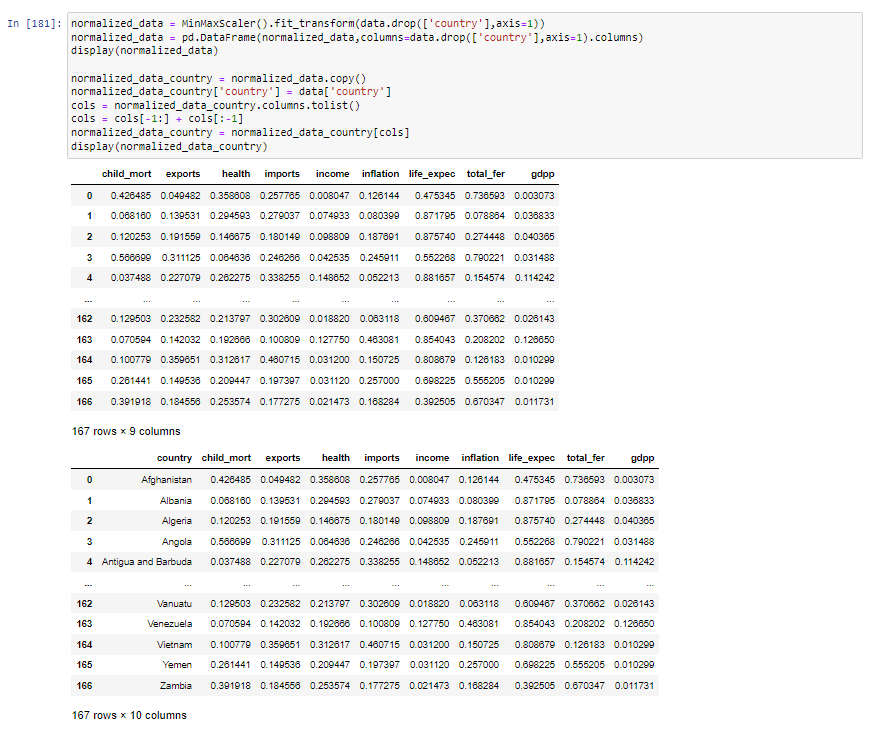 In [181]: normalized_data = MinMaxScaler().fit_transform(data.drop(['country'],axis=1))
normalized_data = pd.DataFrame(normalized_data,columns=data.drop(['country'],axis=1).columns)
display(normalized_data)
normalized_data_country = normalized_data.copy()
normalized_data_country['country'] = data['country']
cols = normalized_data_country.columns.tolist()
cols = cols[-1:] + cols[:-1]
normalized_data_country = normalized_data_country[cols]
display(normalized_data_country)
child_mort exports health imports income inflation life_expec total_fer gdpp
0 0.426485 0.049482 0.358608 0.257765 0.008047 0.126144 0.475345 0.736593 0.003073
1 0.068160 0.139531 0.294593 0.279037 0.074933 0.080399 0.871795 0.078864 0.036833
2 0.120253 0.191559 0.146675 0.180149 0.098809 0.187691 0.875740 0.274448 0.040365
3 0.566699 0.311125 0.064636 0.246266 0.042535 0.245911 0.552268 0.790221 0.031488
4 0.037488 0.227079 0.262275 0.338255 0.148652 0.052213 0.881657 0.154574 0.114242
... ... ... ... ... ... ... ... ... ...
162 0.129503 0.232582 0.213797 0.302609 0.018820 0.063118 0.609467 0.370662 0.026143
163 0.070594 0.142032 0.192666 0.100809 0.127750 0.463081 0.854043 0.208202 0.126650
164 0.100779 0.359651 0.312617 0.460715 0.031200 0.150725 0.808679 0.126183 0.010299
165 0.261441 0.149536 0.209447 0.197397 0.031120 0.257000 0.698225 0.555205 0.010299
166 0.391918 0.184556 0.253574 0.177275 0.021473 0.168284 0.392505 0.670347 0.011731
167 rows × 9 columns
country child_mort exports health imports income inflation life_expec total_fer gdpp
0 Afghanistan 0.426485 0.049482 0.358608 0.257765 0.008047 0.126144 0.475345 0.736593 0.003073
1 Albania 0.068160 0.139531 0.294593 0.279037 0.074933 0.080399 0.871795 0.078864 0.036833
2 Algeria 0.120253 0.191559 0.146675 0.180149 0.098809 0.187691 0.875740 0.274448 0.040365
3 Angola 0.566699 0.311125 0.064636 0.246266 0.042535 0.245911 0.552268 0.790221 0.031488
4 Antigua and Barbuda 0.037488 0.227079 0.262275 0.338255 0.148652 0.052213 0.881657 0.154574 0.114242
... ... ... ... ... ... ... ... ... ... ...
162 Vanuatu 0.129503 0.232582 0.213797 0.302609 0.018820 0.063118 0.609467 0.370662 0.026143
163 Venezuela 0.070594 0.142032 0.192666 0.100809 0.127750 0.463081 0.854043 0.208202 0.126650
164 Vietnam 0.100779 0.359651 0.312617 0.460715 0.031200 0.150725 0.808679 0.126183 0.010299
165 Yemen 0.261441 0.149536 0.209447 0.197397 0.031120 0.257000 0.698225 0.555205 0.010299
166 Zambia 0.391918 0.184556 0.253574 0.177275 0.021473 0.168284 0.392505 0.670347 0.011731
167 rows × 10 columns